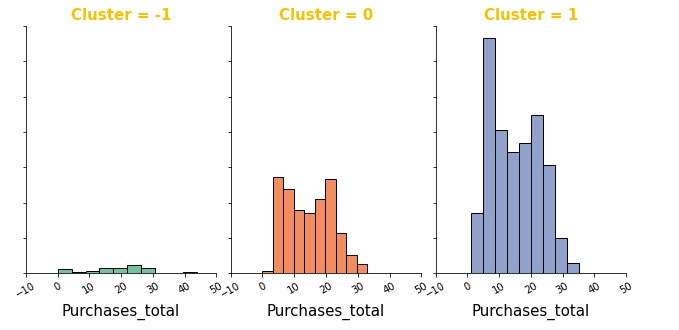 Cluster = -1 Cluster = 0 Cluster = 1
−10 0 10 20 30 40 50 −10 0 10 20 30 40 50 −10 0 10 20 30 40 50
Purchases_total Purchases_total Purchases_total